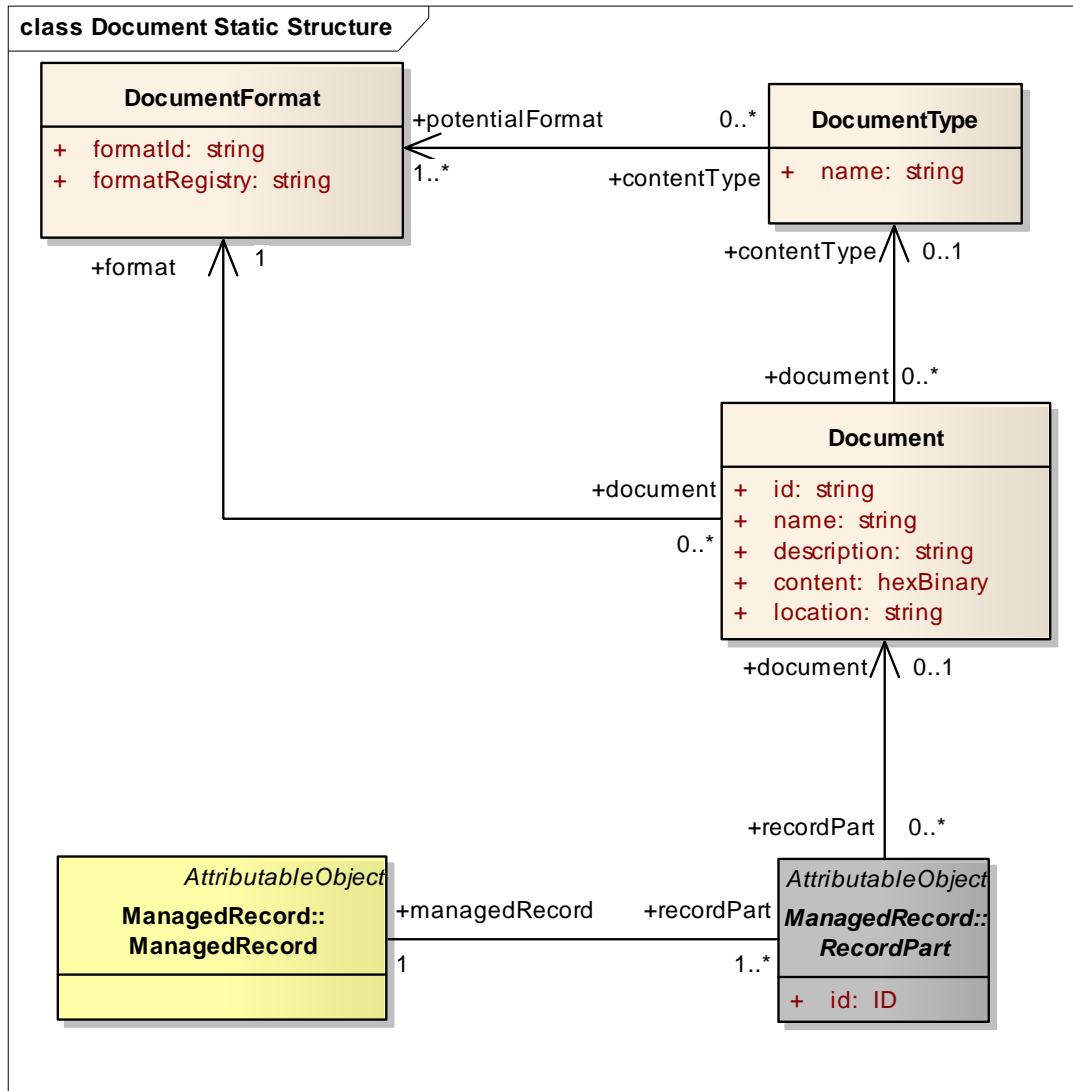 class Document Static Structure
DocumentFormat
+ formatId: string
+ formatRegistry: string
+potentialFormat
0..*
1..*
+contentType
DocumentType
+ name: string
+format
1
+contentType
0..1
+document
0..*
Document
+ id: string
+ name: string
+ description: string
+ content: hexBinary
+ location: string
+document
0..*
+document
0..1
+recordPart
0..*
AttributableObject
ManagedRecord::
ManagedRecord
+managedRecord
+recordPart
1
1..*
AttributableObject
ManagedRecord::
RecordPart
+ id: ID